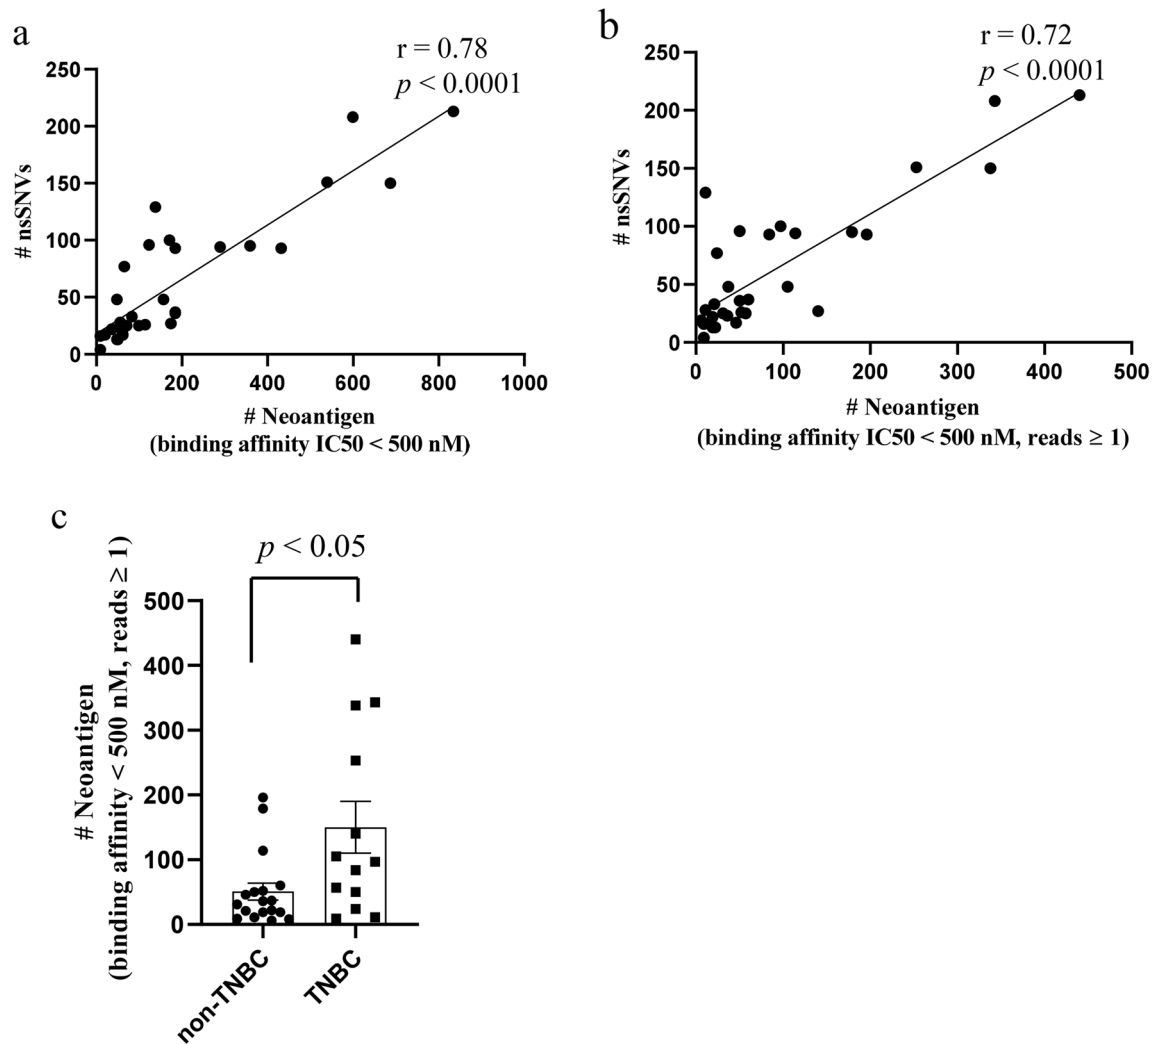 a
r = 0.78
p < 0.0001
# nsSNVs
250
200
150
100
50
0
0 200 400 600 800 1000
# Neoantigen
(binding affinity IC50 < 500 nM)
b
r = 0.72
p < 0.0001
# nsSNVs
250
200
150
100
50
0
0 100 200 300 400 500
# Neoantigen
(binding affinity IC50 < 500 nM, reads ≥ 1)
c
p < 0.05
# Neoantigen
(binding affinity < 500 nM, reads ≥ 1)
500
400
300
200
100
0
non-TNBC
TNBC